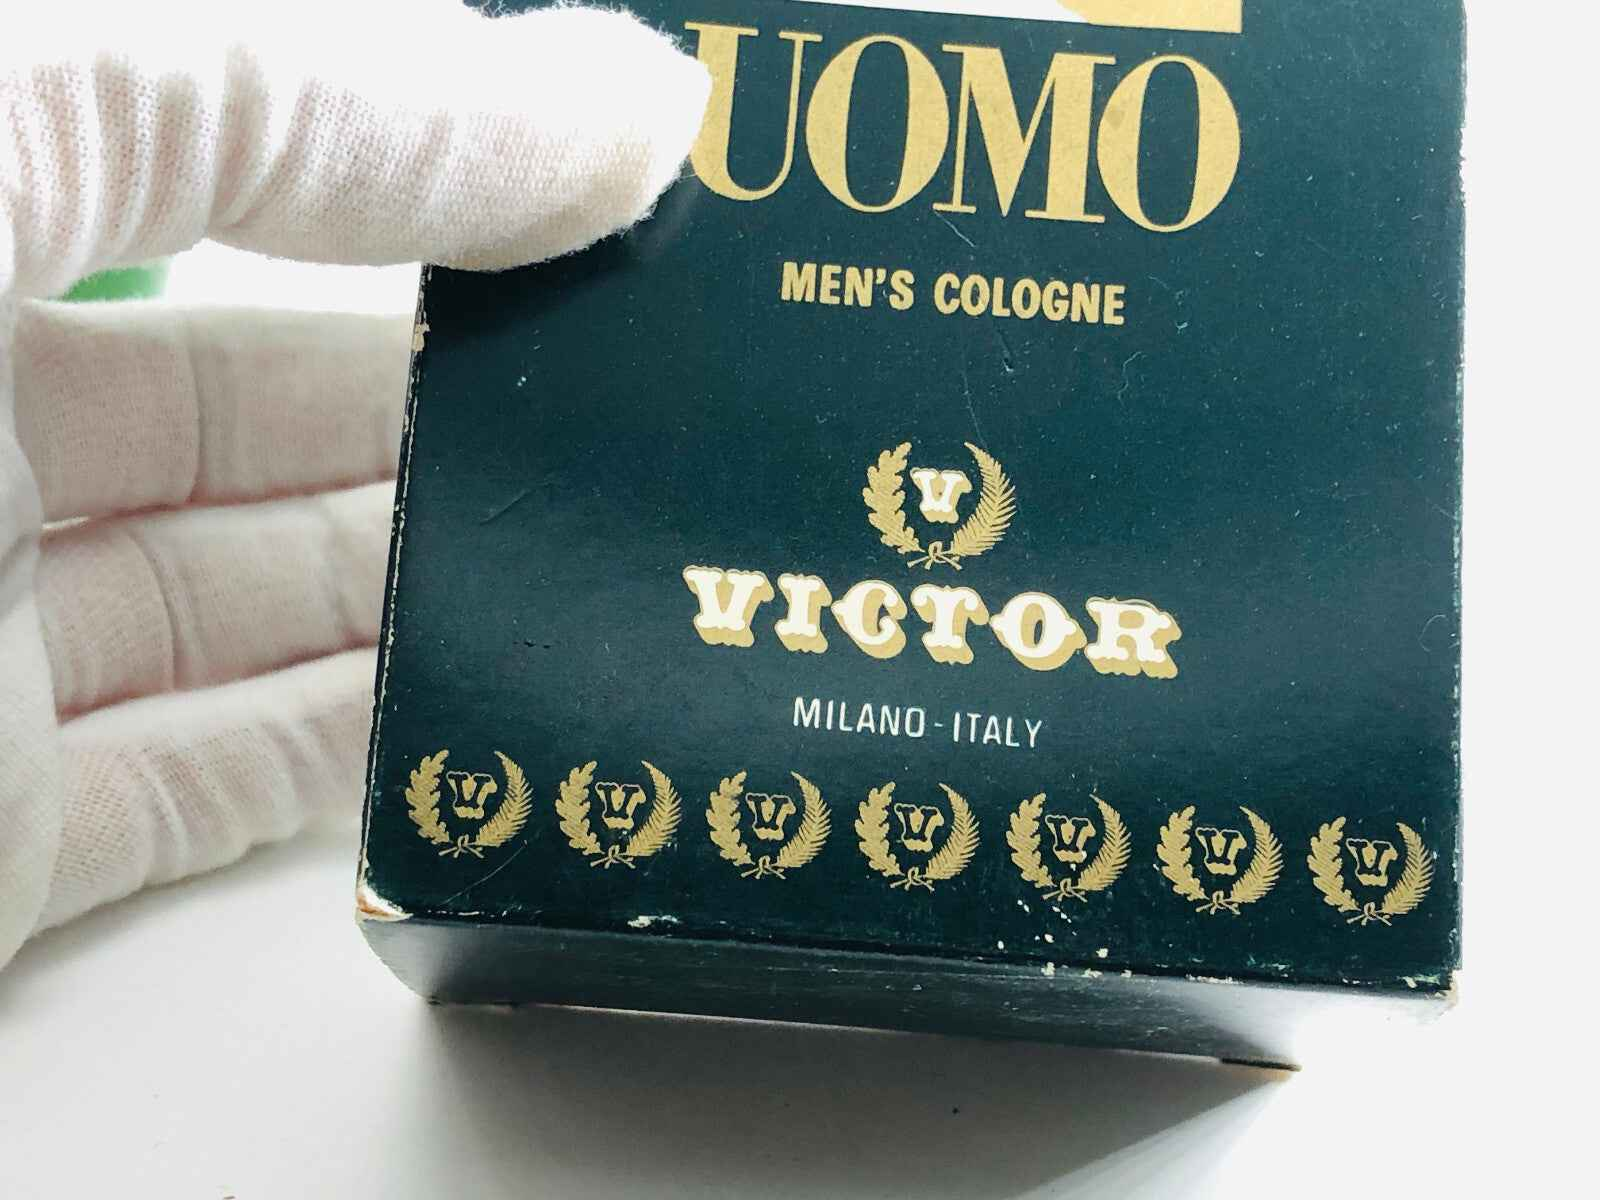 UOMO
MEN'S COLOGNE
V
VICTOR
MILANO-ITALY
V V V V V V V